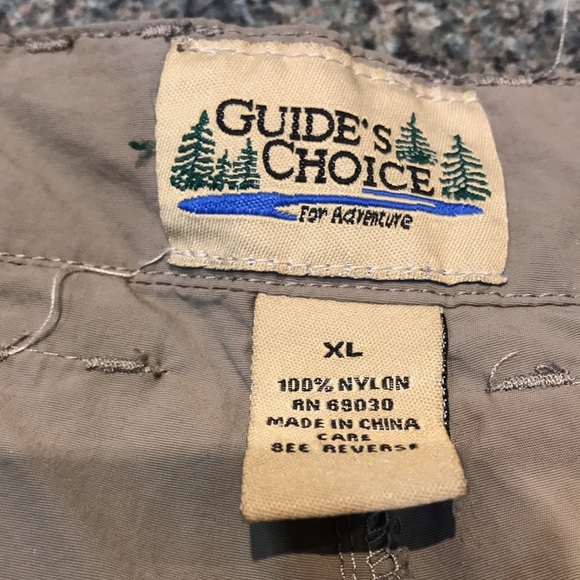 GUIDE'S
CHOICE
For Adventure
XL
100% NYLON
RN 69030
MADE IN CHINA
CARE
SEE REVERSE